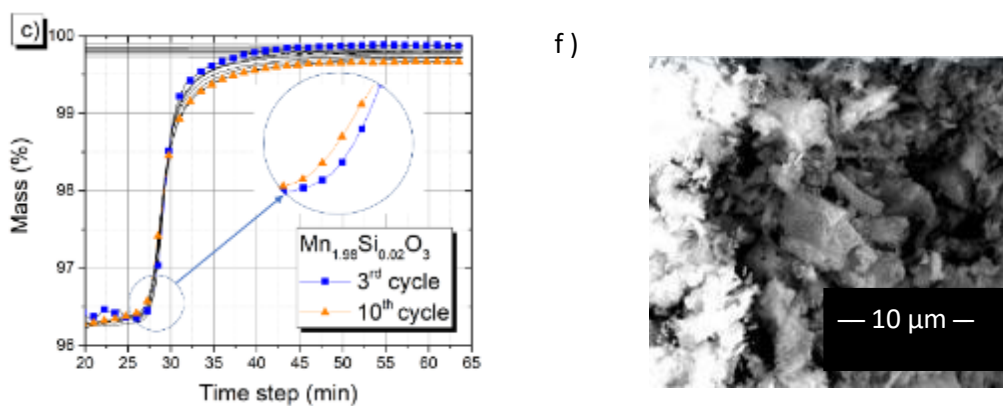 c)
100
99
98
97
96
Mass (%)
20 25 30 35 40 45 50 55 60 65
Time step (min)
Mn1.98Si0.02O3
3rd cycle
10th cycle
f )
— 10 µm —